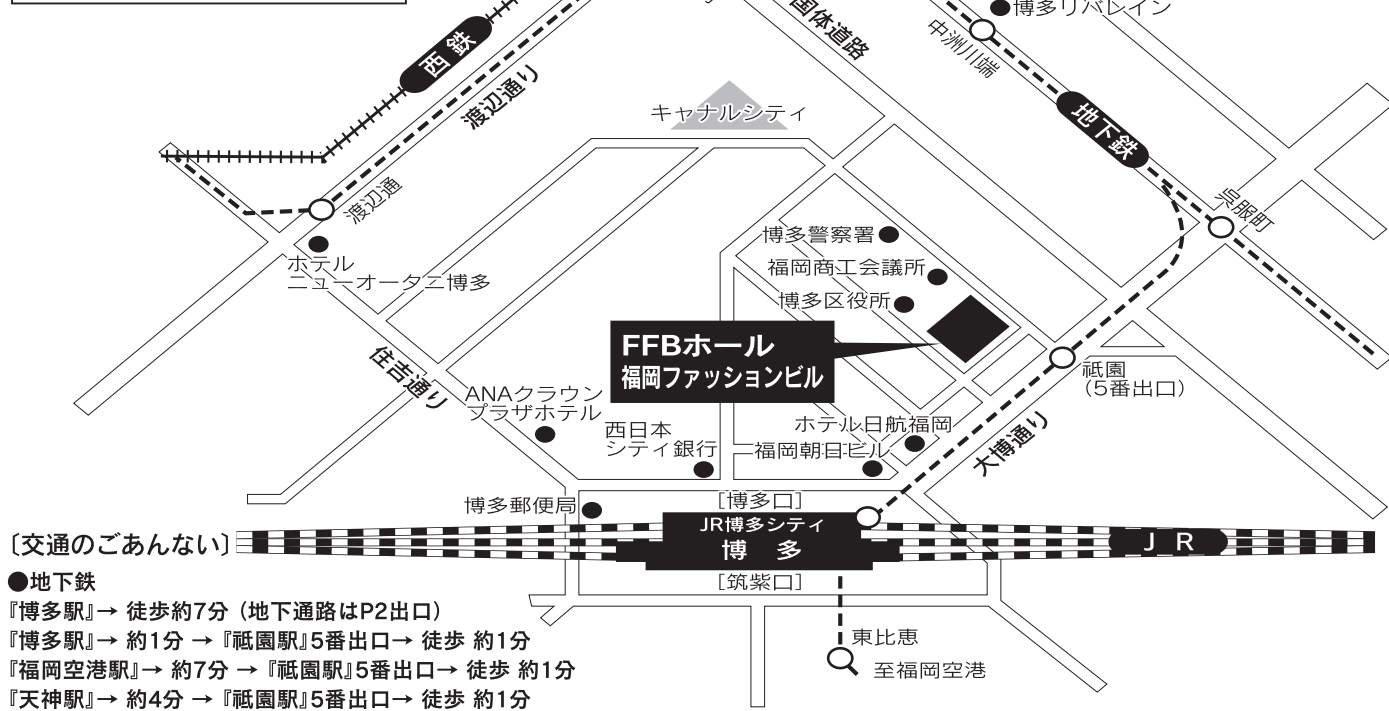 博多リバレイン
国体道路
中洲川端
西鉄
渡辺通り
キャナルシティ
地下鉄
渡辺通
呉服町
博多警察署
ホテル
ニューオータニ博多
福岡商工会議所
博多区役所
FFBホール
福岡ファッションビル
住吉通り
祇園
(5番出口)
ANAクラウン
プラザホテル
西日本
シティ銀行
ホテル日航福岡
福岡朝日ビル
大博通り
博多郵便局
[博多口]
JR博多シティ
博 多
JR
[筑紫口]
東比恵
至福岡空港
〔交通のごあんない〕
●地下鉄
『博多駅』→ 徒歩約7分（地下通路はP2出口）
『博多駅』→ 約1分 →『祇園駅』5番出口→ 徒歩 約1分
『福岡空港駅』→ 約7分 →『祇園駅』5番出口→ 徒歩 約1分
『天神駅』→ 約4分 →『祇園駅』5番出口→ 徒歩 約1分